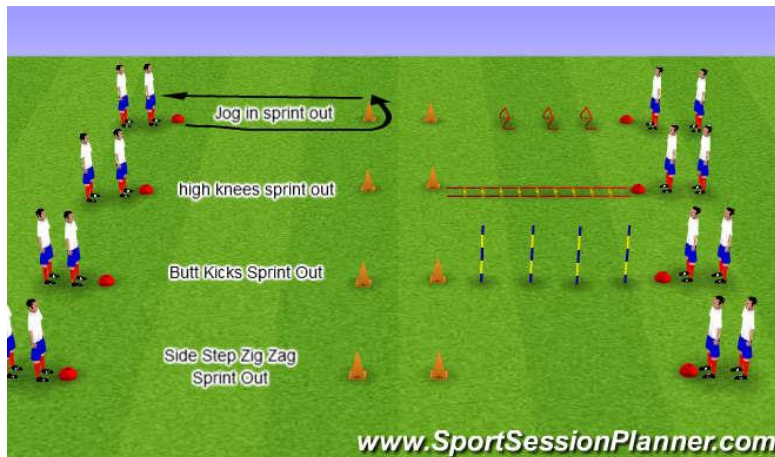 Jog in sprint out
high knees sprint out
Butt Kicks Sprint Out
Side Step Zig Zag
Sprint Out
www.SportSessionPlanner.com